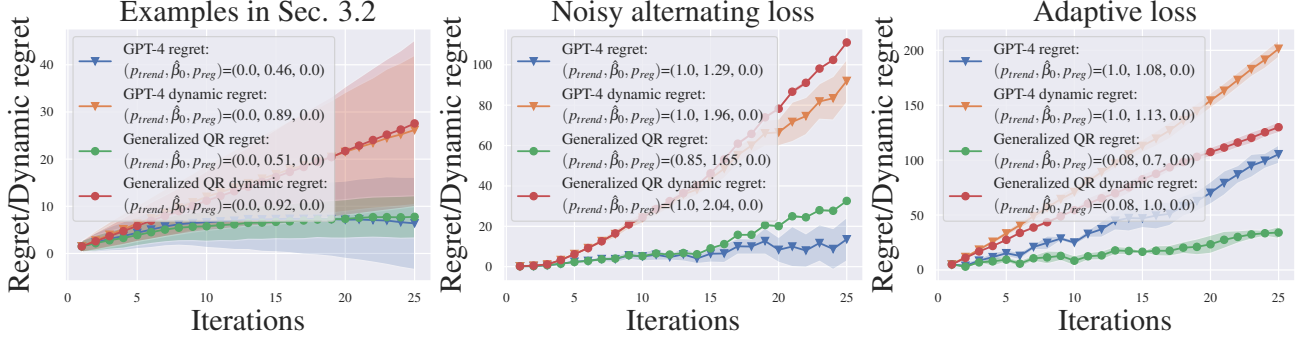 Examples in Sec. 3.2
Regret/Dynamic regret
40
30
20
10
0
GPT-4 regret:
(p_trend, β̂_0, p_reg)=(0.0, 0.46, 0.0)
GPT-4 dynamic regret:
(p_trend, β̂_0, p_reg)=(0.0, 0.89, 0.0)
Generalized QR regret:
(p_trend, β̂_0, p_reg)=(0.0, 0.51, 0.0)
Generalized QR dynamic regret:
(p_trend, β̂_0, p_reg)=(0.0, 0.92, 0.0)
0 5 10 15 20 25
Iterations
Noisy alternating loss
Regret/Dynamic regret
100
80
60
40
20
0
GPT-4 regret:
(p_trend, β̂_0, p_reg)=(1.0, 1.29, 0.0)
GPT-4 dynamic regret:
(p_trend, β̂_0, p_reg)=(1.0, 1.96, 0.0)
Generalized QR regret:
(p_trend, β̂_0, p_reg)=(0.85, 1.65, 0.0)
Generalized QR dynamic regret:
(p_trend, β̂_0, p_reg)=(1.0, 2.04, 0.0)
0 5 10 15 20 25
Iterations
Adaptive loss
Regret/Dynamic regret
200
150
100
50
0
GPT-4 regret:
(p_trend, β̂_0, p_reg)=(1.0, 1.08, 0.0)
GPT-4 dynamic regret:
(p_trend, β̂_0, p_reg)=(1.0, 1.13, 0.0)
Generalized QR regret:
(p_trend, β̂_0, p_reg)=(0.08, 0.7, 0.0)
Generalized QR dynamic regret:
(p_trend, β̂_0, p_reg)=(0.08, 1.0, 0.0)
0 5 10 15 20 25
Iterations